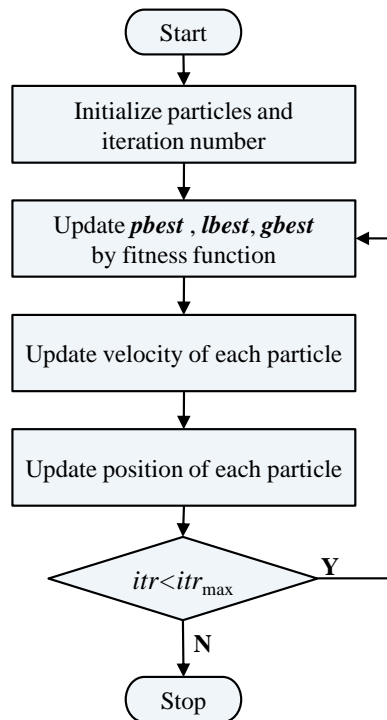 Start
Initialize particles and
iteration number
Update pbest , lbest, gbest
by fitness function
Update velocity of each particle
Update position of each particle
itr<itrmax
Y
N
Stop